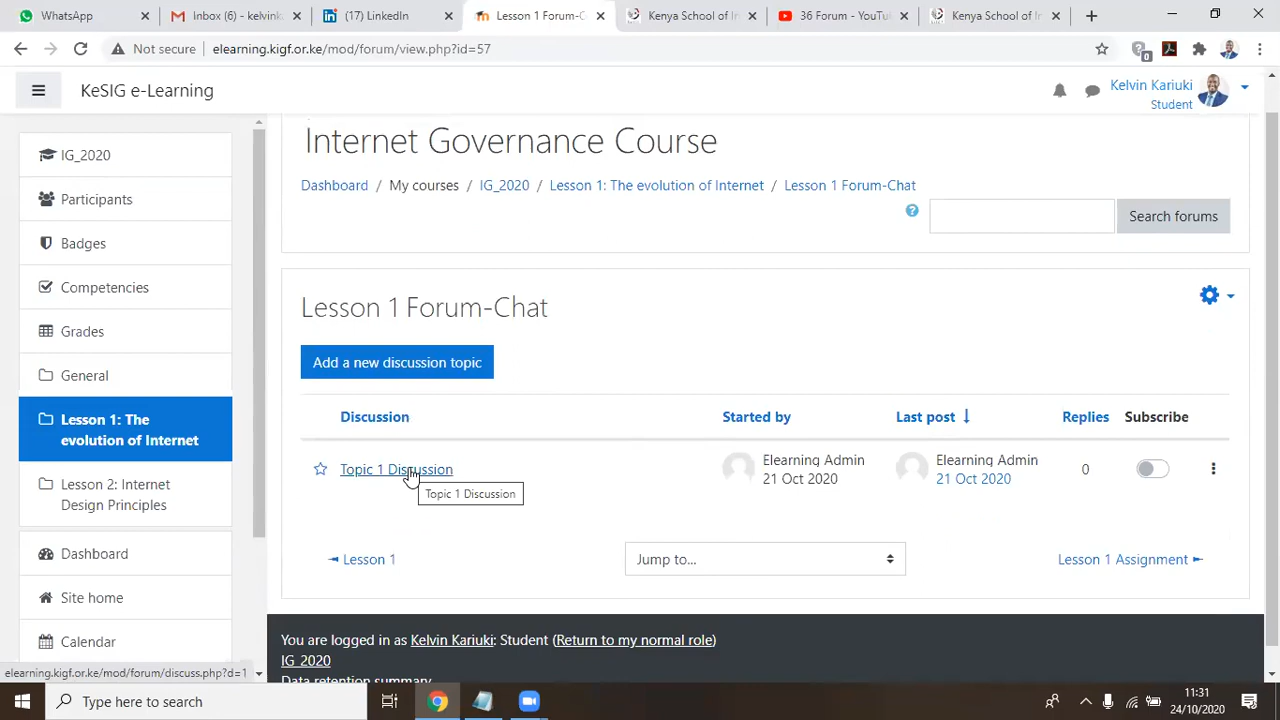 WhatsApp
Inbox (6) - kelvink
(17) LinkedIn
Lesson 1 Forum-C
Kenya School of In
36 Forum - YouTu
Kenya School of In
Not secure
elearning.kigf.or.ke/mod/forum/view.php?id=57
0
KeSIG e-Learning
Kelvin Kariuki
Student
IG_2020
Participants
Badges
Competencies
Grades
General
Lesson 1: The
evolution of Internet
Lesson 2: Internet
Design Principles
Dashboard
Site home
Calendar
Internet Governance Course
Dashboard / My courses / IG_2020 / Lesson 1: The evolution of Internet / Lesson 1 Forum-Chat
?
Search forums
Lesson 1 Forum-Chat
Add a new discussion topic
Discussion Started by Last post Replies Subscribe
Topic 1 Discussion
Elearning Admin
21 Oct 2020
Elearning Admin
21 Oct 2020
0
Topic 1 Discussion
Lesson 1
Jump to...
Lesson 1 Assignment
You are logged in as Kelvin Kariuki: Student (Return to my normal role)
IG_2020
Data retention summary
elearning.kigf.or.ke/mod/forum/discuss.php?d=1
Type here to search
11:31
24/10/2020